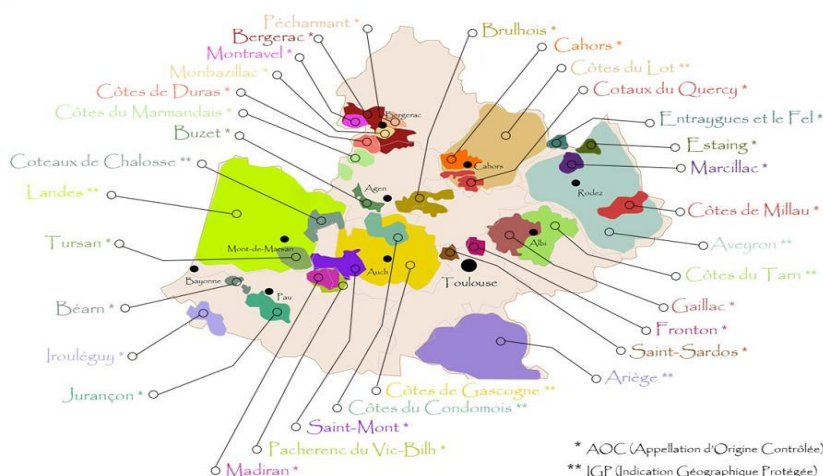 Pécharmant *
Bergerac *
Montravel *
Monbazillac *
Côtes de Duras *
Côtes du Marmandais *
Buzet *
Coteaux de Chalosse **
Landes **
Tursan *
Béarn *
Irouléguy *
Jurançon *
Madiran *
Pacherenc du Vic-Bilh *
Saint-Mont *
Côtes du Condomois **
Côtes de Gascogne **
Ariège **
Saint-Sardos *
Fronton *
Gaillac *
Côtes du Tarn **
Aveyron **
Côtes de Millau *
Marcillac *
Estaing *
Entraygues et le Fel *
Cotaux du Quercy *
Côtes du Lot **
Cahors *
Brulhois *
Bergerac
Cahors
Agen
Rodez
Mont-de-Marsan
Albi
Auch
Toulouse
Bayonne
Pau
* AOC (Appellation d'Origine Contrôlée)
** IGP (Indication Géographique Protégée)